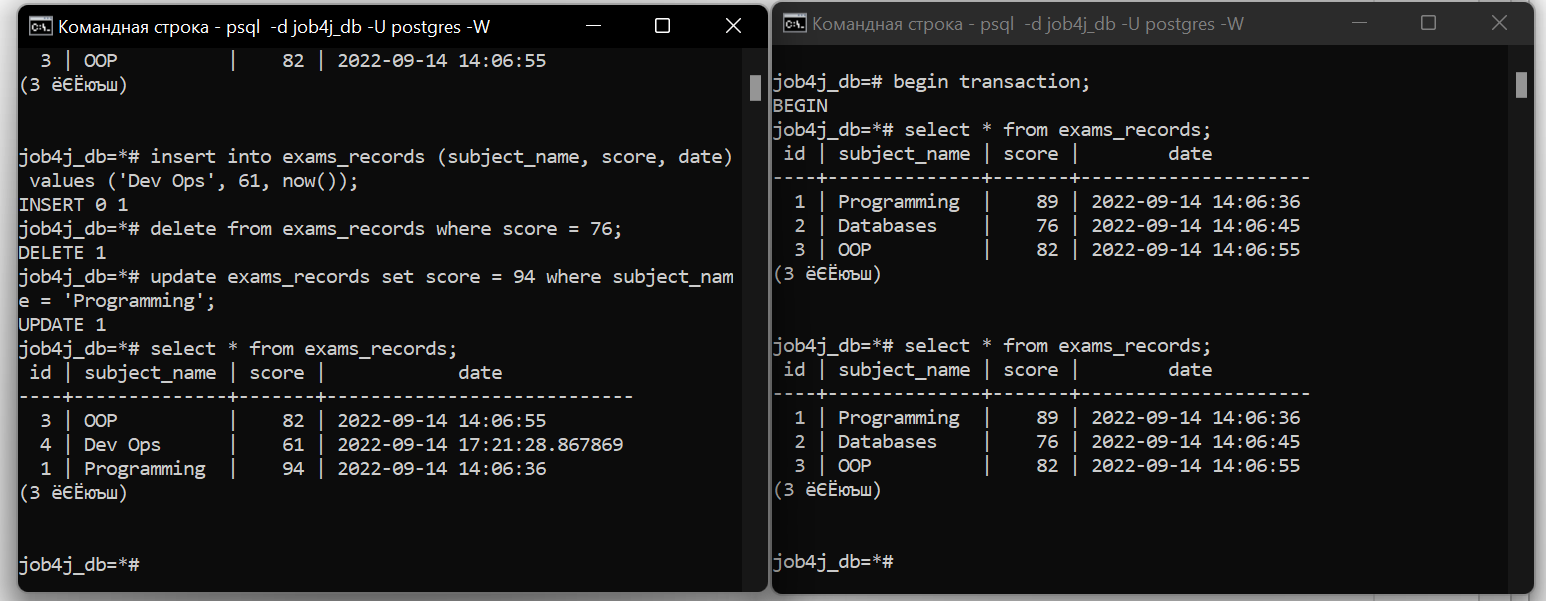 Командная строка - psql  -d job4j_db -U postgres -W
  3 | OOP          |    82 | 2022-09-14 14:06:55
(3 ёЄЁюъш)
job4j_db=*# insert into exams_records (subject_name, score, date)
 values ('Dev Ops', 61, now());
INSERT 0 1
job4j_db=*# delete from exams_records where score = 76;
DELETE 1
job4j_db=*# update exams_records set score = 94 where subject_nam
e = 'Programming';
UPDATE 1
job4j_db=*# select * from exams_records;
 id | subject_name | score |            date
----+--------------+-------+----------------------------
  3 | OOP          |    82 | 2022-09-14 14:06:55
  4 | Dev Ops      |    61 | 2022-09-14 17:21:28.867869
  1 | Programming  |    94 | 2022-09-14 14:06:36
(3 ёЄЁюъш)
job4j_db=*#
Командная строка - psql  -d job4j_db -U postgres -W
job4j_db=# begin transaction;
BEGIN
job4j_db=*# select * from exams_records;
 id | subject_name | score |        date
----+--------------+-------+---------------------
  1 | Programming  |    89 | 2022-09-14 14:06:36
  2 | Databases    |    76 | 2022-09-14 14:06:45
  3 | OOP          |    82 | 2022-09-14 14:06:55
(3 ёЄЁюъш)
job4j_db=*# select * from exams_records;
 id | subject_name | score |        date
----+--------------+-------+---------------------
  1 | Programming  |    89 | 2022-09-14 14:06:36
  2 | Databases    |    76 | 2022-09-14 14:06:45
  3 | OOP          |    82 | 2022-09-14 14:06:55
(3 ёЄЁюъш)
job4j_db=*#